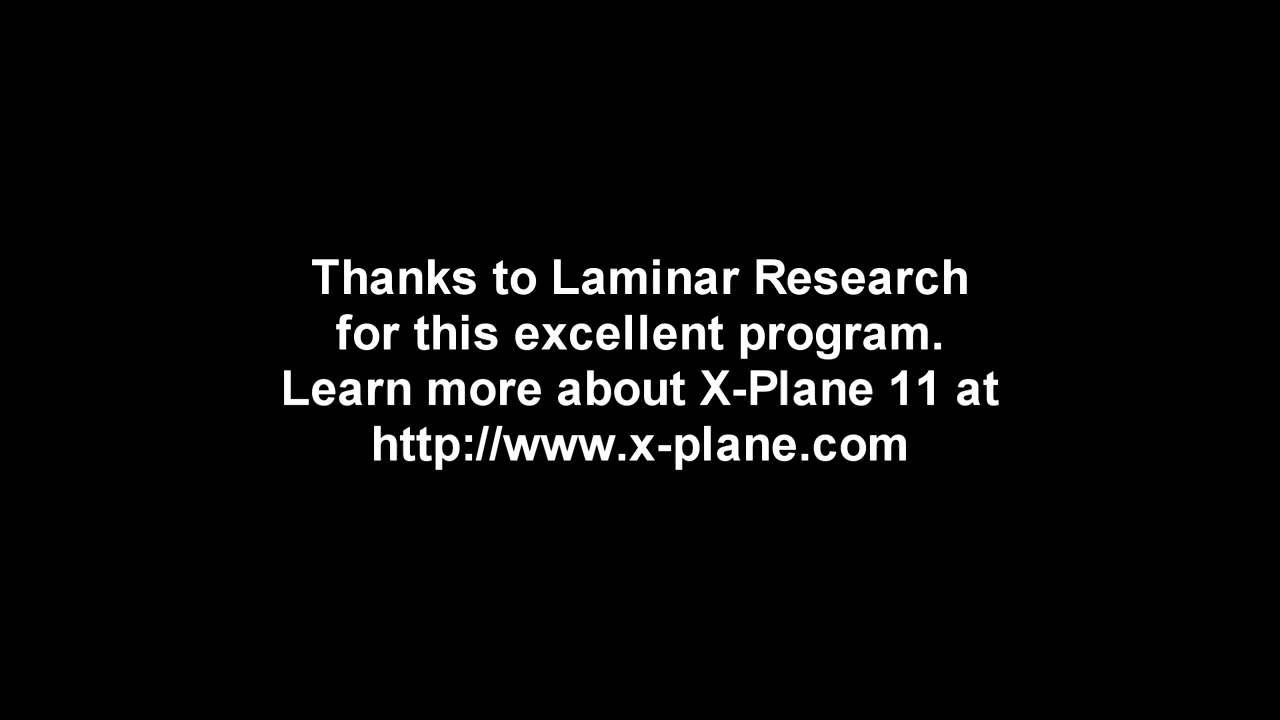 Thanks to Laminar Research
for this excellent program.
Learn more about X-Plane 11 at
http://www.x-plane.com